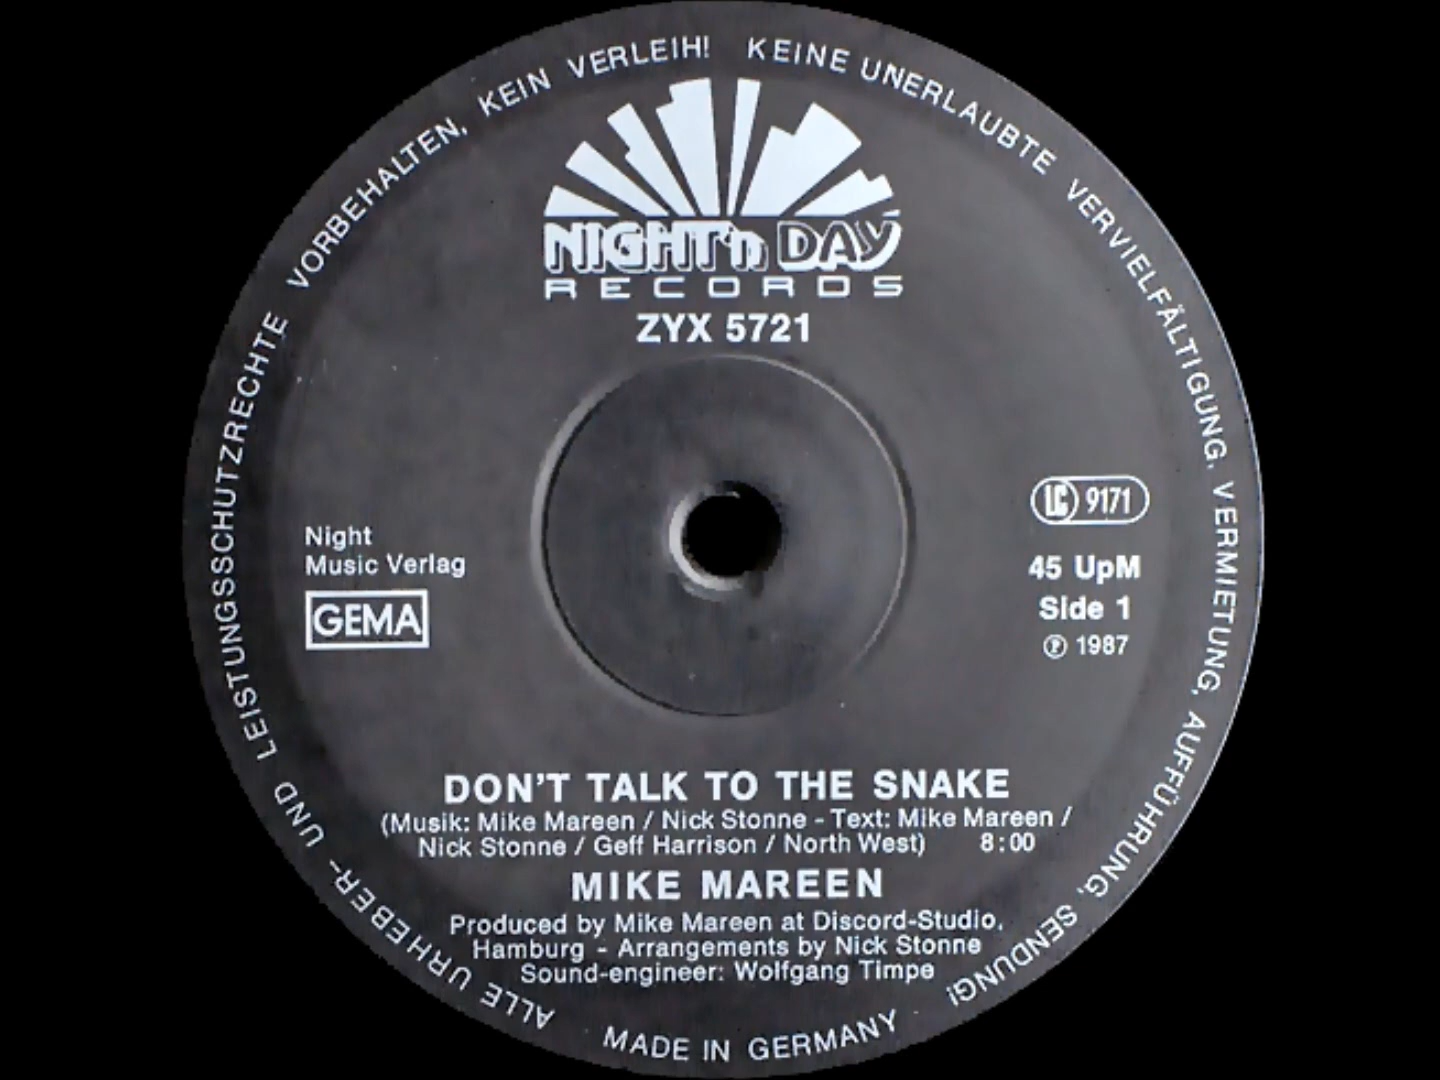 ALLE URHEBER- UND LEISTUNGSSCHUTZRECHTE VORBEHALTEN, KEIN VERLEIH! KEINE UNERLAUBTE VERVIELFÄLTIGUNG, VERMIETUNG, AUFFÜHRUNG, SENDUNG!
NIGHT'n DAY
RECORDS
ZYX 5721
Night
Music Verlag
GEMA
LC 9171
45 UpM
Side 1
℗ 1987
DON'T TALK TO THE SNAKE
(Musik: Mike Mareen / Nick Stonne - Text: Mike Mareen /
Nick Stonne / Geff Harrison / North West) 8:00
MIKE MAREEN
Produced by Mike Mareen at Discord-Studio,
Hamburg - Arrangements by Nick Stonne
Sound-engineer: Wolfgang Timpe
MADE IN GERMANY